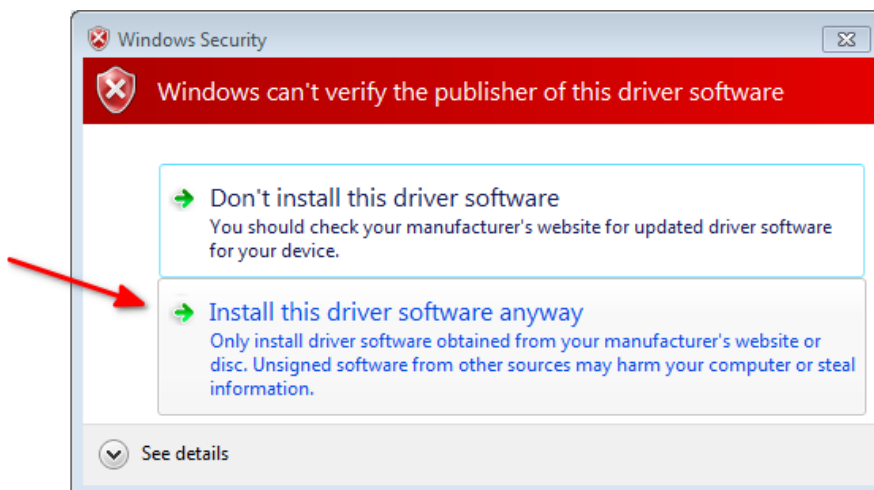 Windows Security
Windows can't verify the publisher of this driver software
Don't install this driver software
You should check your manufacturer's website for updated driver software
for your device.
Install this driver software anyway
Only install driver software obtained from your manufacturer's website or
disc. Unsigned software from other sources may harm your computer or steal
information.
See details